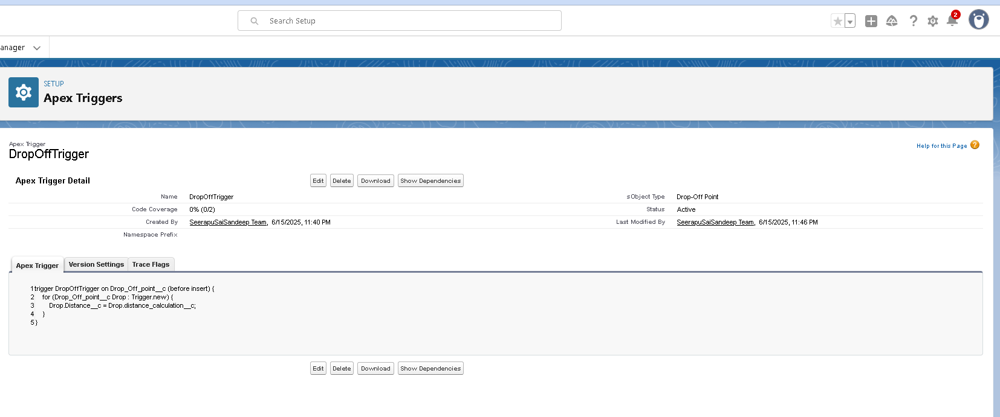 Search Setup
2
anager
SETUP
Apex Triggers
Apex Trigger
DropOffTrigger
Help for this Page ?
Apex Trigger Detail
Edit Delete Download Show Dependencies
Name DropOffTrigger sObject Type Drop-Off Point
Code Coverage 0% (0/2) Status Active
Created By SeerapuSaiSandeep Team, 6/15/2025, 11:40 PM Last Modified By SeerapuSaiSandeep Team, 6/15/2025, 11:46 PM
Namespace Prefix
Apex Trigger Version Settings Trace Flags
1 trigger DropOffTrigger on Drop_Off_point__c (before insert) {
2 for (Drop_Off_point__c Drop : Trigger.new) {
3 Drop.Distance__c = Drop.distance_calculation__c;
4 }
5 }
Edit Delete Download Show Dependencies